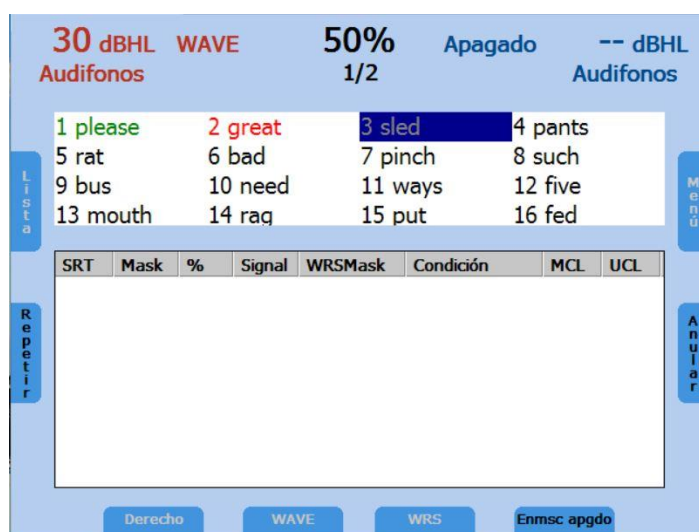 30 dBHL WAVE 50% Apagado -- dBHL
Audifonos 1/2 Audifonos
1 please 2 great 3 sled 4 pants
5 rat 6 bad 7 pinch 8 such
9 bus 10 need 11 ways 12 five
13 mouth 14 rag 15 put 16 fed
Lista
Menú
SRT Mask % Signal WRSMask Condición MCL UCL
Repetir
Anular
Derecho WAVE WRS Enmsc apgdo